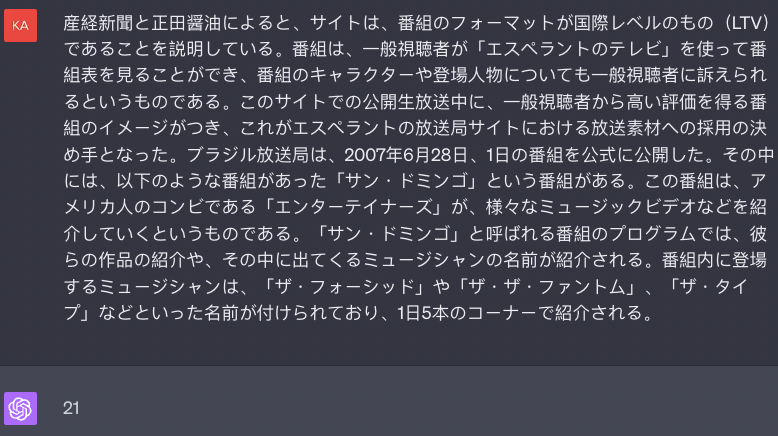 KA
産経新聞と正田醤油によると、サイトは、番組のフォーマットが国際レベルのもの（LTV）
であることを説明している。番組は、一般視聴者が「エスペラントのテレビ」を使って番
組表を見ることができ、番組のキャラクターや登場人物についても一般視聴者に訴えられ
るというものである。このサイトでの公開生放送中に、一般視聴者から高い評価を得る番
組のイメージがつき、これがエスペラントの放送局サイトにおける放送素材への採用の決
め手となった。ブラジル放送局は、2007年6月28日、1日の番組を公式に公開した。その中
には、以下のような番組があった「サン・ドミンゴ」という番組がある。この番組は、ア
メリカ人のコンビである「エンターテイナーズ」が、様々なミュージックビデオなどを紹
介していくというものである。「サン・ドミンゴ」と呼ばれる番組のプログラムでは、彼
らの作品の紹介や、その中に出てくるミュージシャンの名前が紹介される。番組内に登場
するミュージシャンは、「ザ・フォーシッド」や「ザ・ザ・ファントム」、「ザ・タイ
プ」などといった名前が付けられており、1日5本のコーナーで紹介される。
21